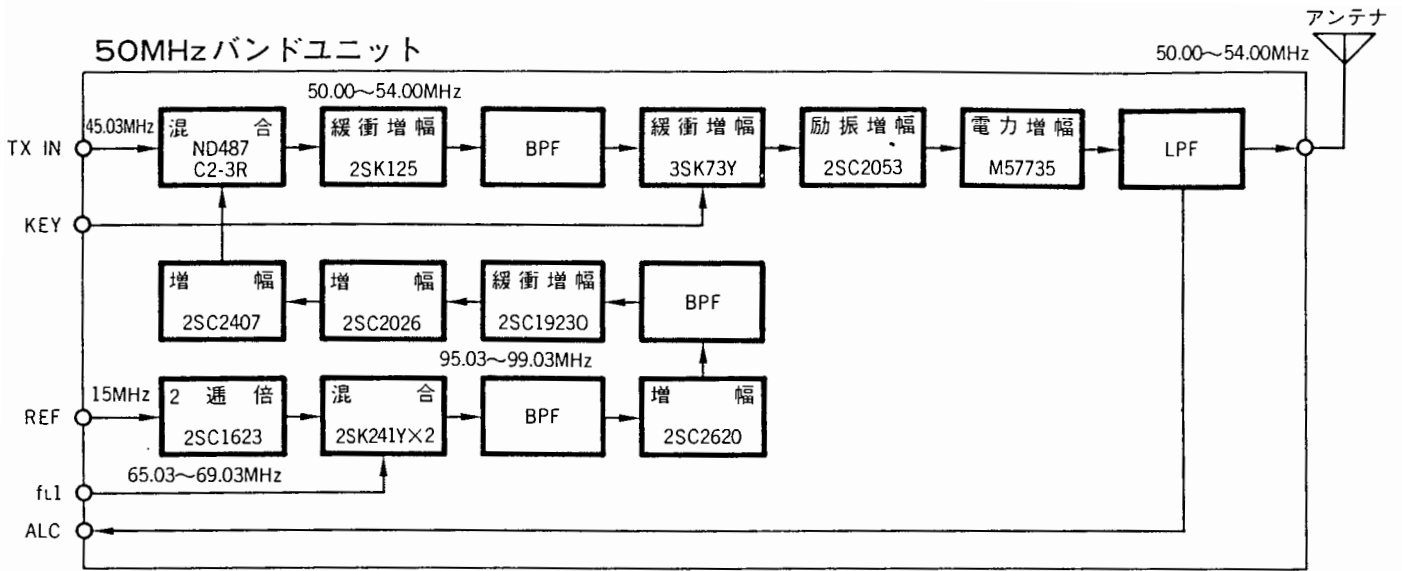 アンテナ
50MHzバンドユニット
50.00～54.00MHz
50.00～54.00MHz
TX IN
45.03MHz
混合
ND487
C2-3R
緩衝増幅
2SK125
BPF
緩衝増幅
3SK73Y
励振増幅
2SC2053
電力増幅
M57735
LPF
KEY
増幅
2SC2407
増幅
2SC2026
緩衝増幅
2SC1923O
BPF
95.03～99.03MHz
REF
15MHz
2逓倍
2SC1623
混合
2SK241Y×2
BPF
増幅
2SC2620
65.03～69.03MHz
fL1
ALC